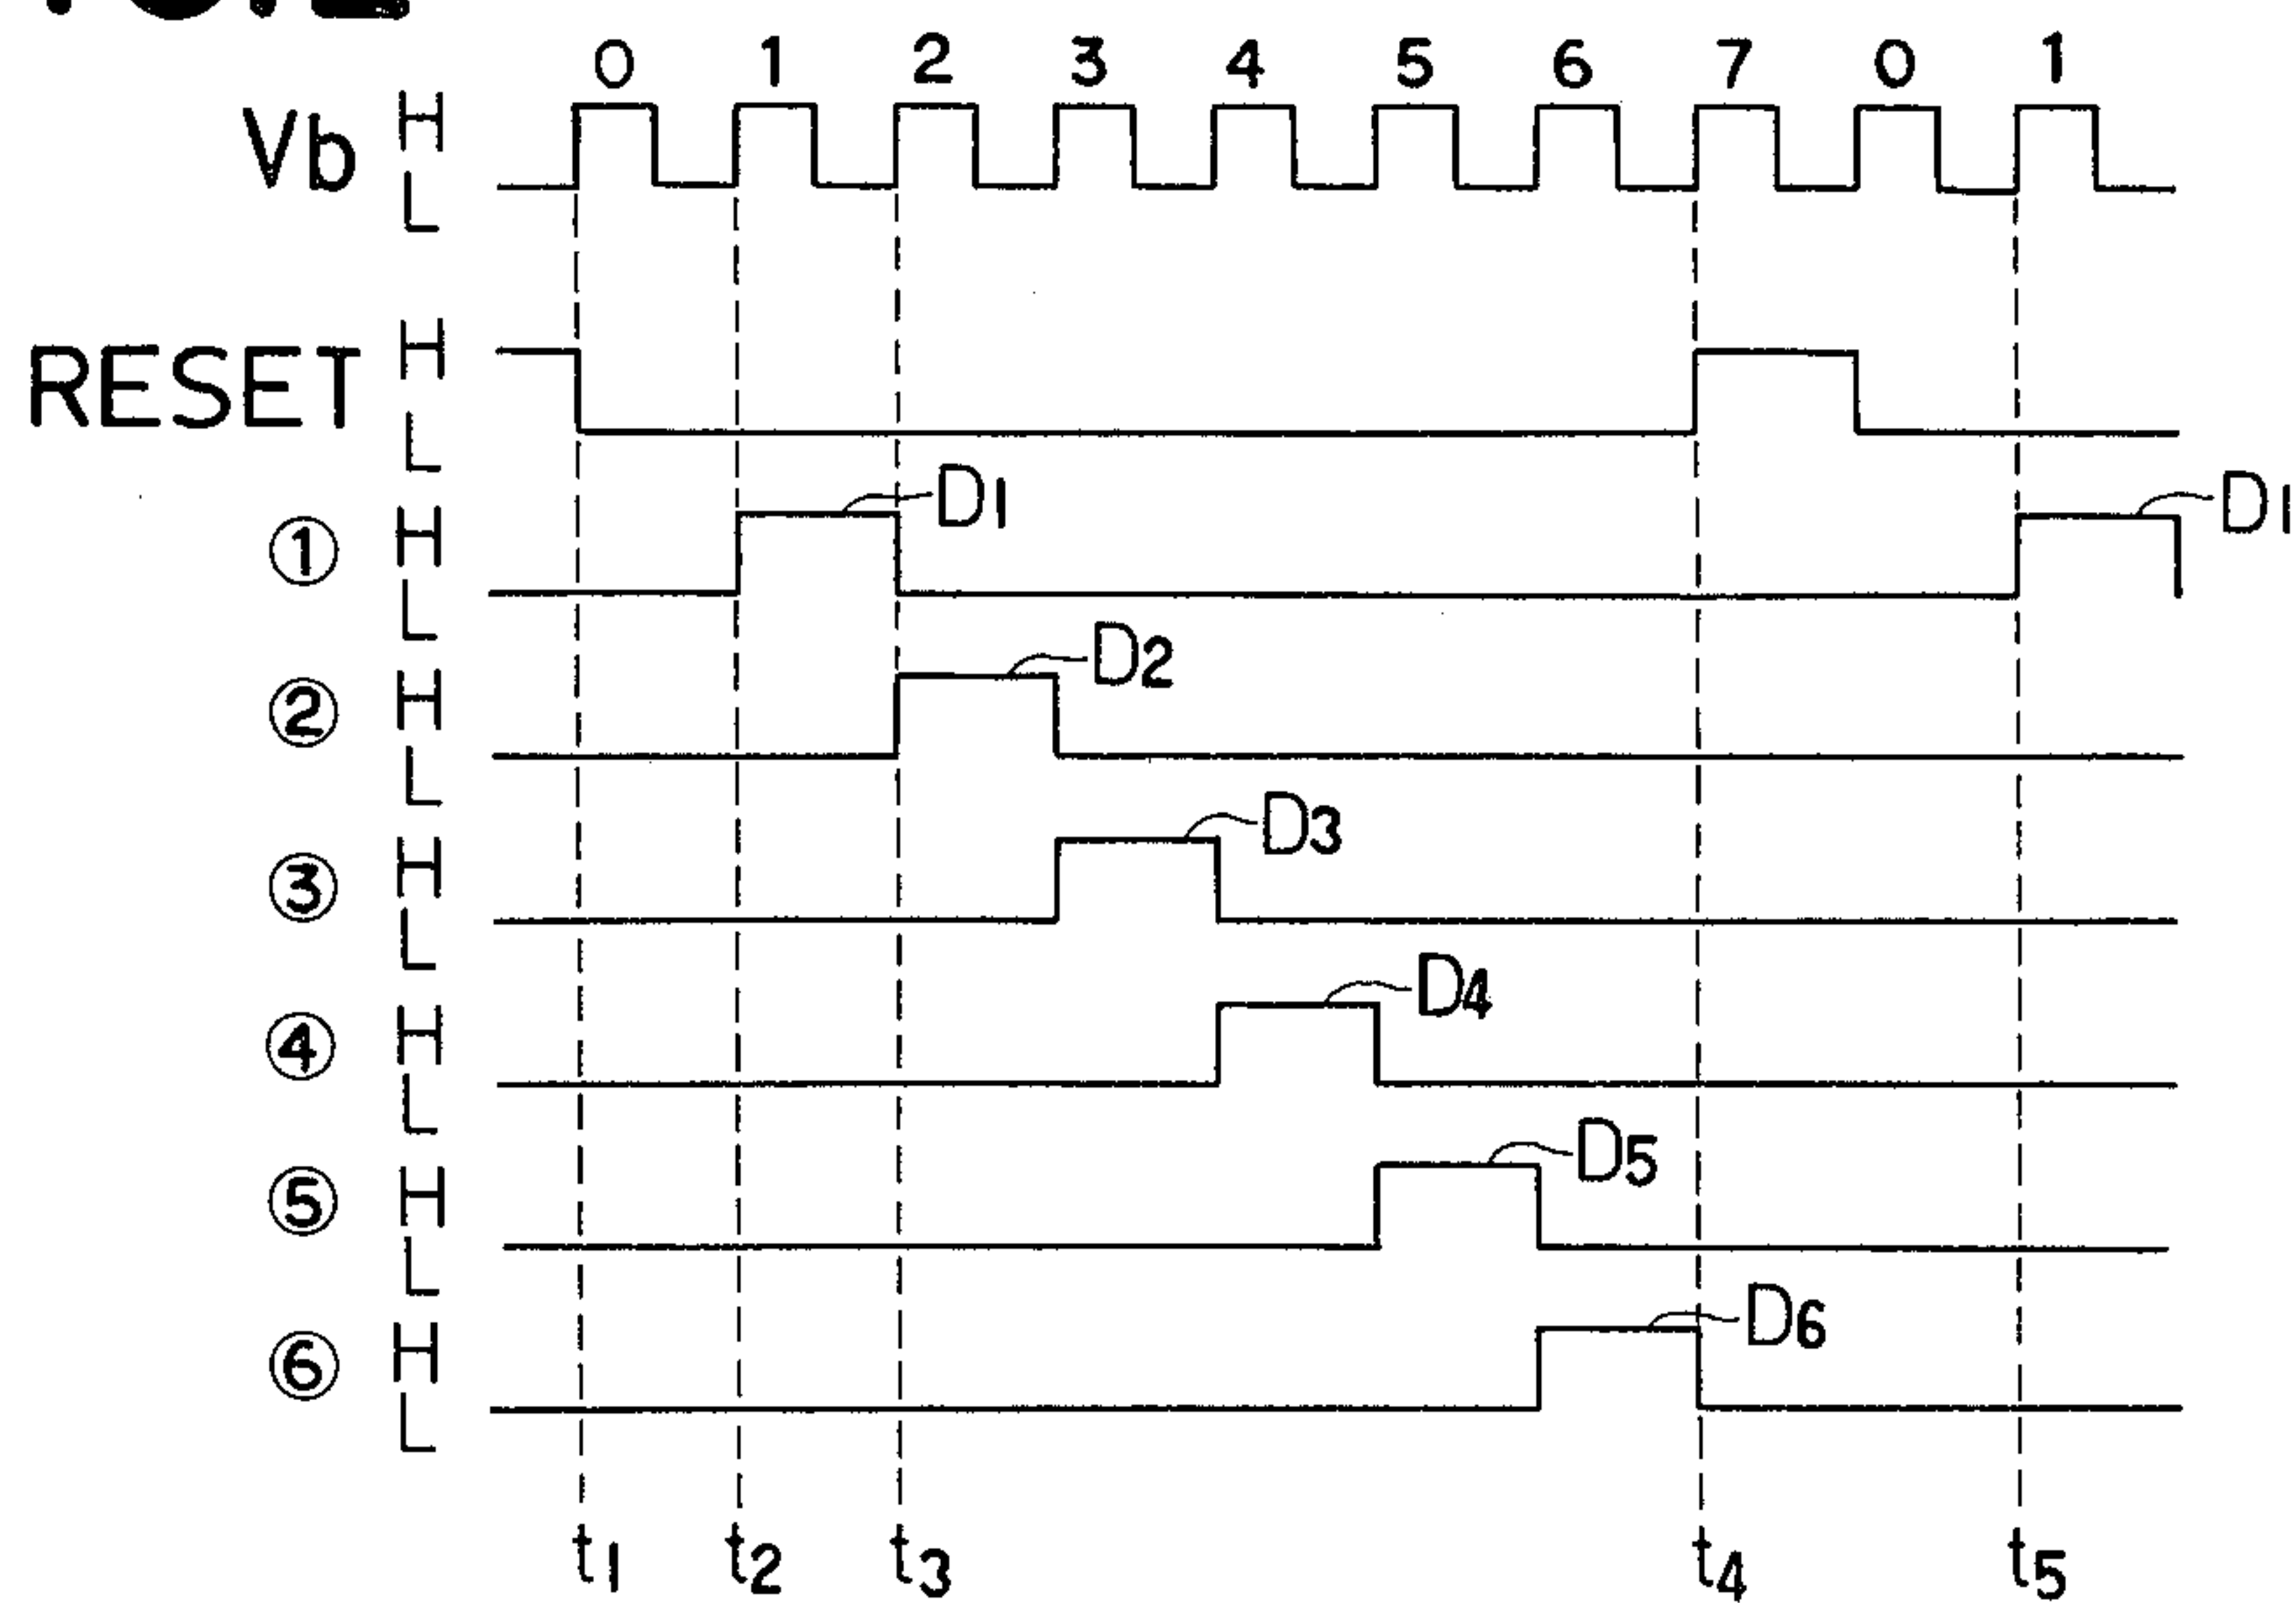 0 1 2 3 4 5 6 7 0 1
Vb H
L
RESET H
L
① H D1 D1
L
② H D2
L
③ H D3
L
④ H D4
L
⑤ H D5
L
⑥ H D6
L
t1 t2 t3 t4 t5